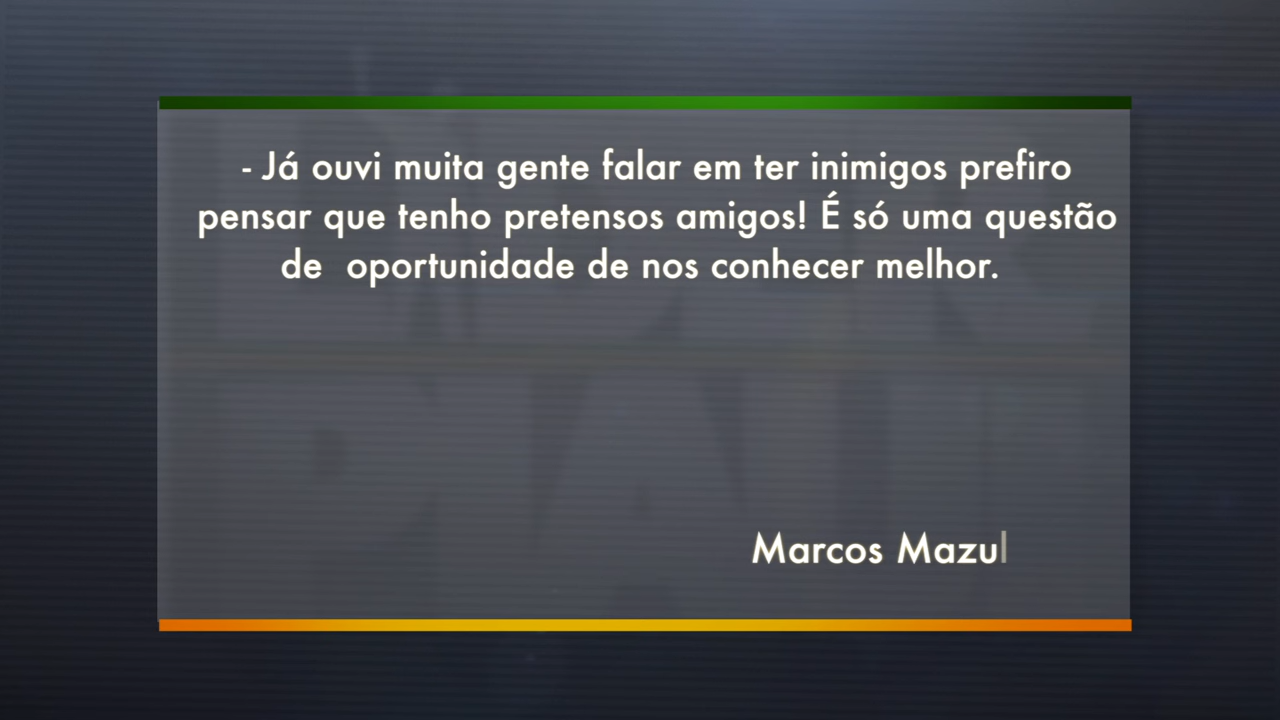 - Já ouvi muita gente falar em ter inimigos prefiro
pensar que tenho pretensos amigos! É só uma questão
de  oportunidade de nos conhecer melhor.
Marcos Mazul